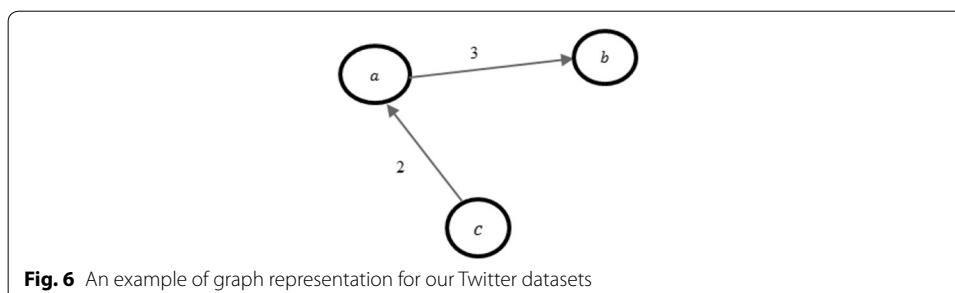 3
a
b
2
c
Fig. 6 An example of graph representation for our Twitter datasets